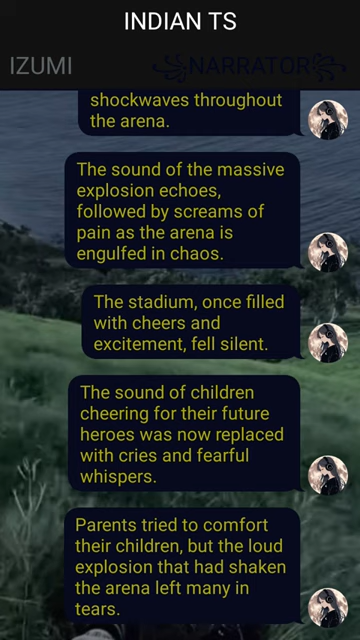 INDIAN TS
IZUMI
꧁NARRATOR꧂
shockwaves throughout
the arena.
The sound of the massive
explosion echoes,
followed by screams of
pain as the arena is
engulfed in chaos.
The stadium, once filled
with cheers and
excitement, fell silent.
The sound of children
cheering for their future
heroes was now replaced
with cries and fearful
whispers.
Parents tried to comfort
their children, but the loud
explosion that had shaken
the arena left many in
tears.